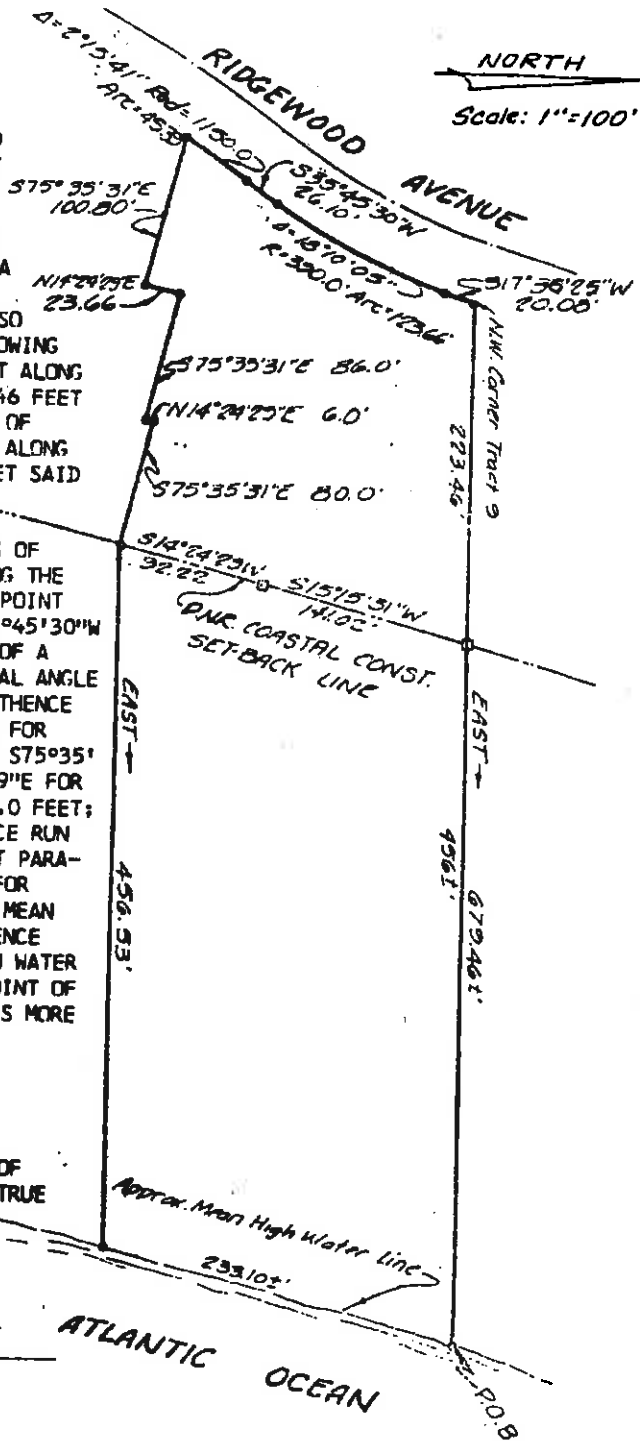 NORTH
Scale: 1"=100'
RIDGEWOOD AVENUE
Δ=2°15'41" Rad=1150.0'
Arc=45.39
S35°45'30"W
26.10'
Δ=18°10'05"
R=390.0' Arc=123.66
S17°35'25"W
20.08'
N.W. Corner Tract 9
S75°35'31"E
100.80'
N14°24'29"E
23.66
S75°35'31"E 86.0'
N14°24'29"E 6.0'
S75°35'31"E 80.0'
223.46'
S14°24'29"W
92.22
S15°15'31"W
141.02'
D.N.R. COASTAL CONST.
SET-BACK LINE
EAST
456.53'
EAST
456±'
679.46±'
A
SO
OWING
T ALONG
46 FEET
OF
ALONG
ET SAID
OF
G THE
POINT
°45'30"W
OF A
AL ANGLE
THENCE
FOR
S75°35'
9"E FOR
.0 FEET;
CE RUN
T PARA-
FOR
MEAN
ENCE
WATER
INT OF
S MORE
OF
TRUE
Approx. Mean High Water Line
233.10±'
ATLANTIC OCEAN
P.O.B